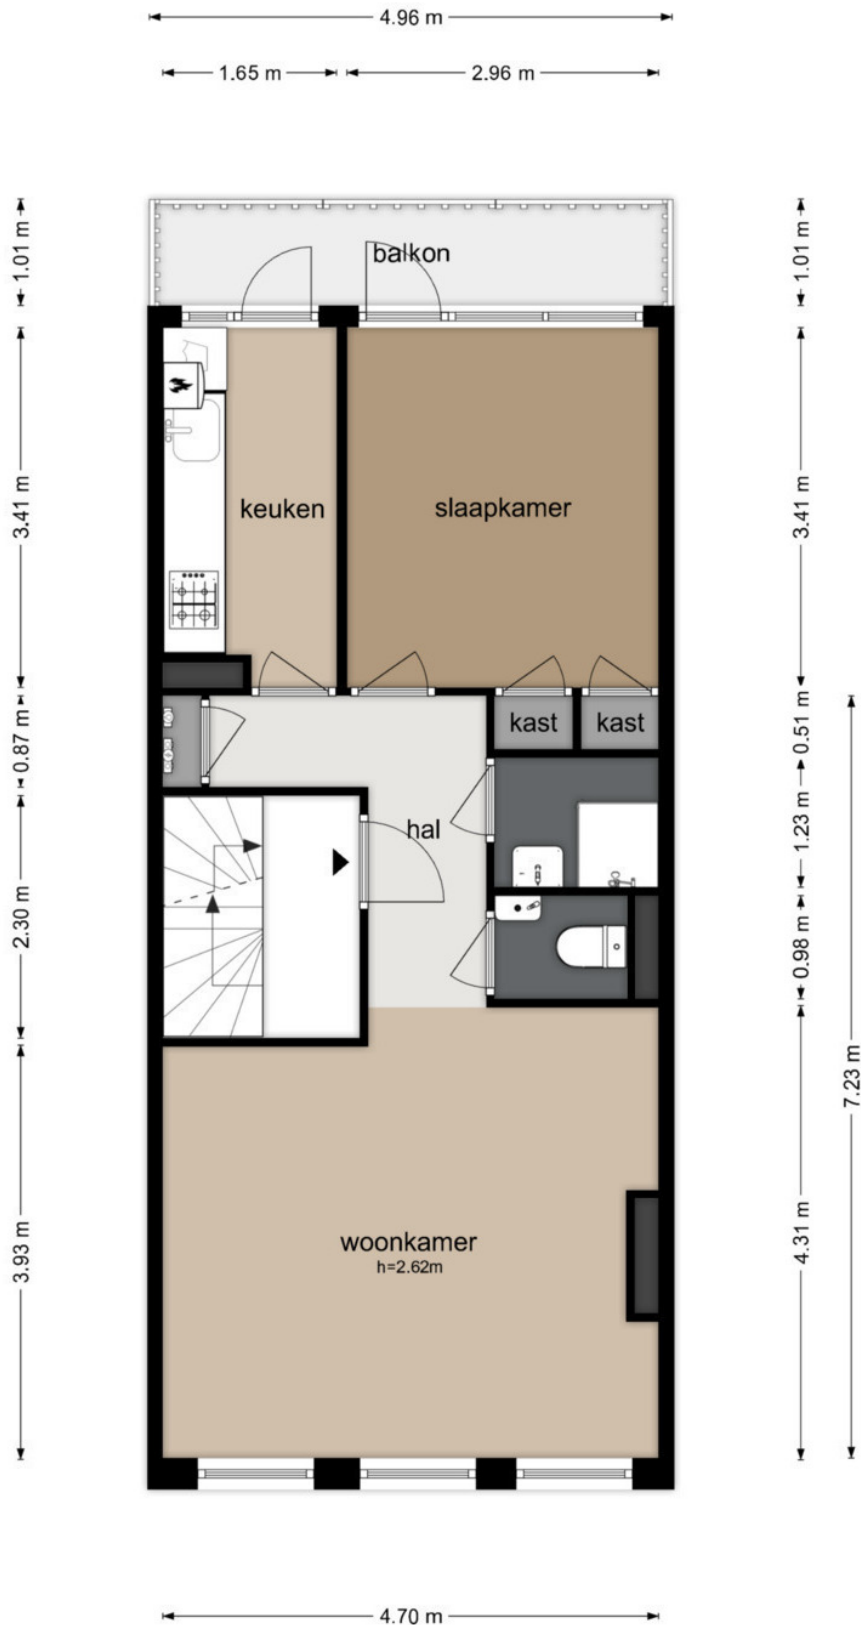 4.96 m
1.65 m
2.96 m
1.01 m
balkon
1.01 m
3.41 m
keuken
slaapkamer
3.41 m
0.87 m
kast
kast
0.51 m
hal
1.23 m
2.30 m
0.98 m
7.23 m
3.93 m
woonkamer
h=2.62m
4.31 m
4.70 m